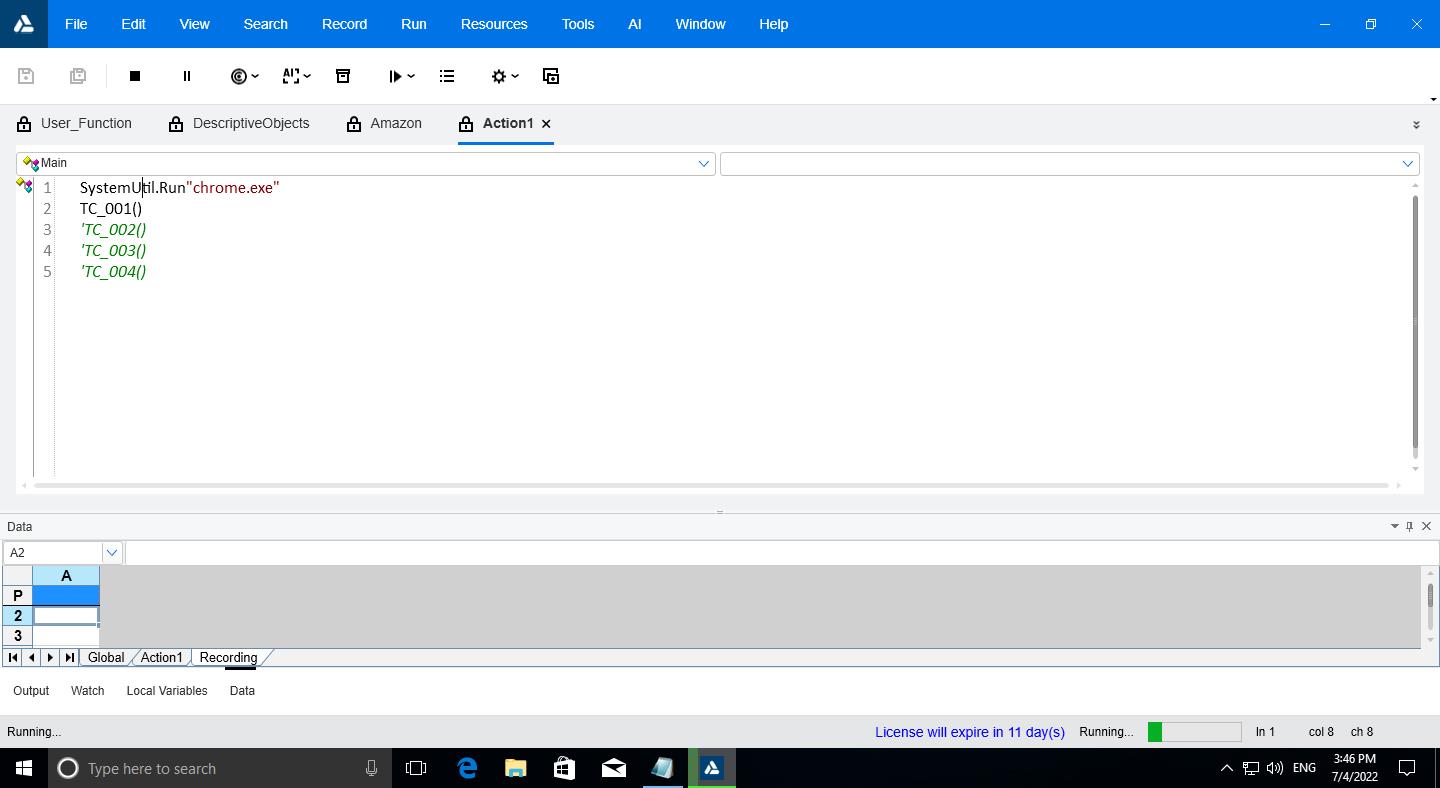 File Edit View Search Record Run Resources Tools AI Window Help
User_Function DescriptiveObjects Amazon Action1
Main
1 SystemUtil.Run"chrome.exe"
2 TC_001()
3 'TC_002()
4 'TC_003()
5 'TC_004()
Data
A2
A
P
2
3
Global Action1 Recording
Output Watch Local Variables Data
Running... License will expire in 11 day(s) Running... ln 1 col 8 ch 8
Type here to search ENG 3:46 PM
7/4/2022